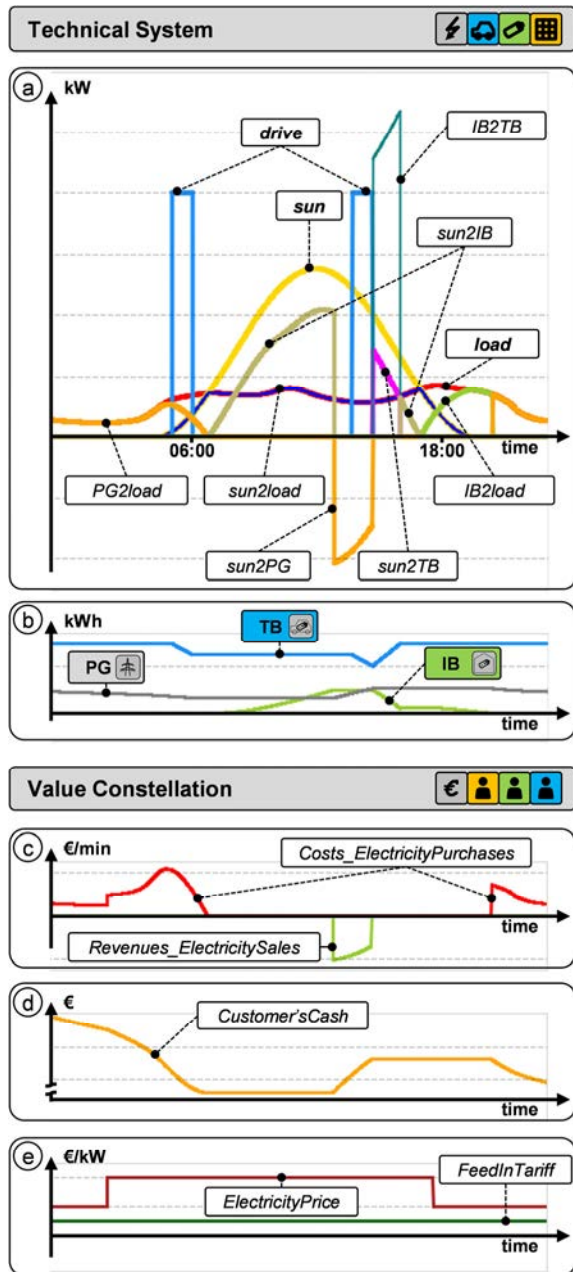 Technical System
€
a
kW
drive
IB2TB
sun
sun2IB
load
06:00
18:00
time
PG2load
sun2load
IB2load
sun2PG
sun2TB
b
kWh
TB
PG
IB
time
Value Constellation
€
c
€/min
Costs_ElectricityPurchases
time
Revenues_ElectricitySales
d
€
Customer'sCash
time
e
€/kW
FeedInTariff
ElectricityPrice
time